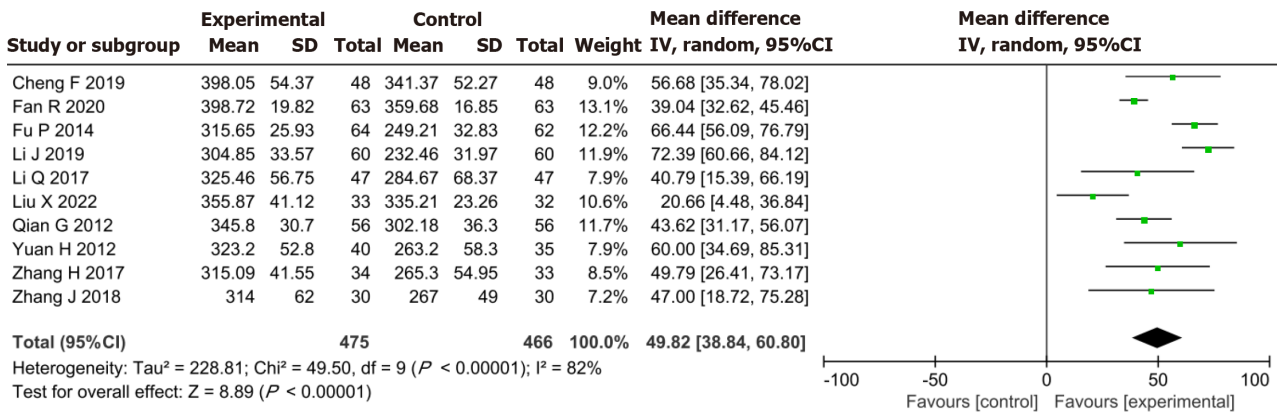 Experimental Control Mean difference Mean difference
Study or subgroup Mean SD Total Mean SD Total Weight IV, random, 95%CI IV, random, 95%CI
Cheng F 2019 398.05 54.37 48 341.37 52.27 48 9.0% 56.68 [35.34, 78.02]
Fan R 2020 398.72 19.82 63 359.68 16.85 63 13.1% 39.04 [32.62, 45.46]
Fu P 2014 315.65 25.93 64 249.21 32.83 62 12.2% 66.44 [56.09, 76.79]
Li J 2019 304.85 33.57 60 232.46 31.97 60 11.9% 72.39 [60.66, 84.12]
Li Q 2017 325.46 56.75 47 284.67 68.37 47 7.9% 40.79 [15.39, 66.19]
Liu X 2022 355.87 41.12 33 335.21 23.26 32 10.6% 20.66 [4.48, 36.84]
Qian G 2012 345.8 30.7 56 302.18 36.3 56 11.7% 43.62 [31.17, 56.07]
Yuan H 2012 323.2 52.8 40 263.2 58.3 35 7.9% 60.00 [34.69, 85.31]
Zhang H 2017 315.09 41.55 34 265.3 54.95 33 8.5% 49.79 [26.41, 73.17]
Zhang J 2018 314 62 30 267 49 30 7.2% 47.00 [18.72, 75.28]
Total (95%CI) 475 466 100.0% 49.82 [38.84, 60.80]
Heterogeneity: Tau² = 228.81; Chi² = 49.50, df = 9 (P < 0.00001); I² = 82%
Test for overall effect: Z = 8.89 (P < 0.00001)
-100 -50 0 50 100
Favours [control] Favours [experimental]